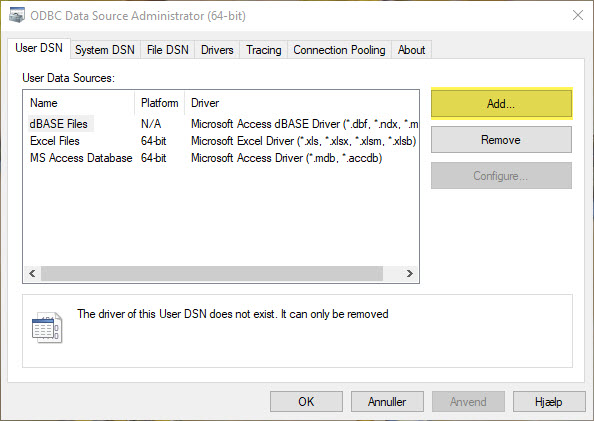 ODBC Data Source Administrator (64-bit)
User DSN System DSN File DSN Drivers Tracing Connection Pooling About
User Data Sources:
Name Platform Driver
dBASE Files N/A Microsoft Access dBASE Driver (*.dbf, *.ndx, *.m
Excel Files 64-bit Microsoft Excel Driver (*.xls, *.xlsx, *.xlsm, *.xlsb)
MS Access Database 64-bit Microsoft Access Driver (*.mdb, *.accdb)
Add...
Remove
Configure...
The driver of this User DSN does not exist. It can only be removed
OK Annuller Anvend Hjælp